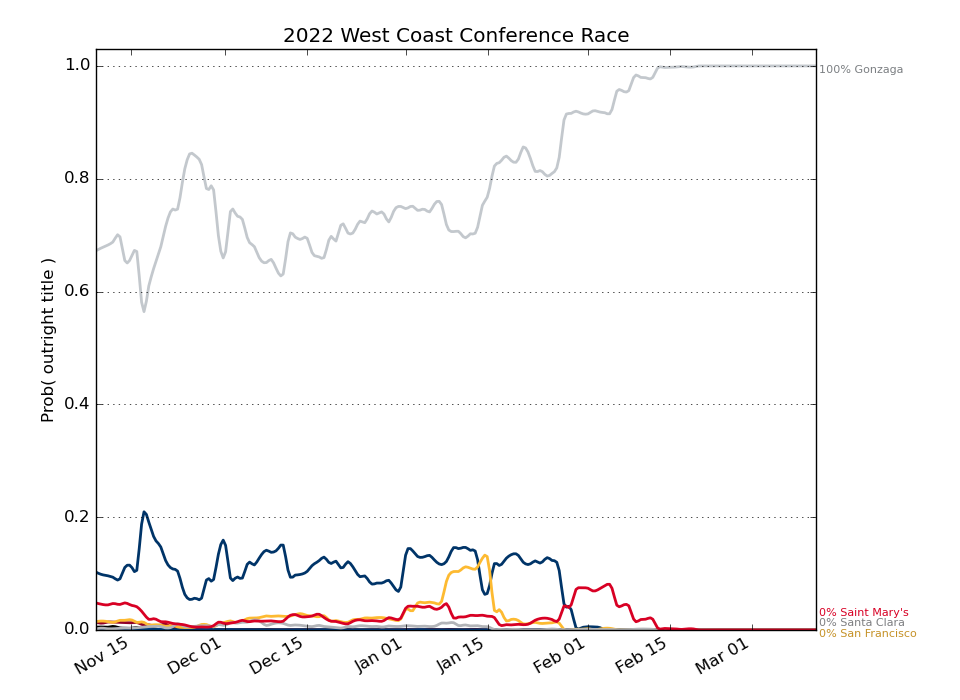 2022 West Coast Conference Race
Prob( outright title )
1.0
0.8
0.6
0.4
0.2
0.0
Nov 15
Dec 01
Dec 15
Jan 01
Jan 15
Feb 01
Feb 15
Mar 01
100% Gonzaga
0% Saint Mary's
0% Santa Clara
0% San Francisco